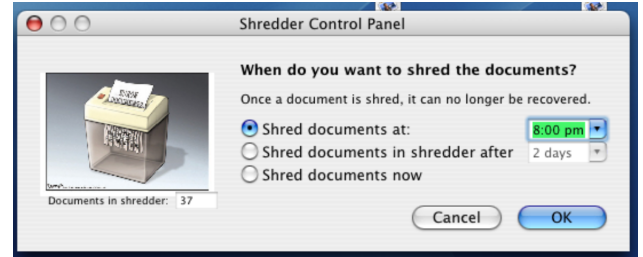 Shredder Control Panel
When do you want to shred the documents?
Once a document is shred, it can no longer be recovered.
Shred documents at: 8:00 pm
Shred documents in shredder after 2 days
Shred documents now
Documents in shredder: 37
Cancel OK